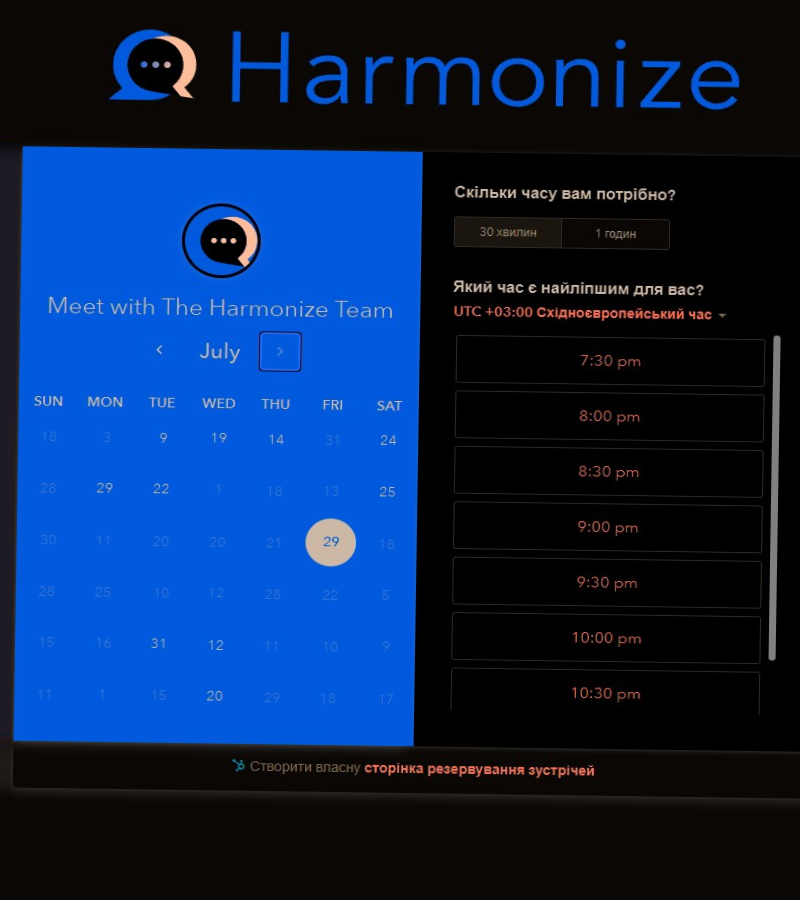 Harmonize
Meet with The Harmonize Team
July
SUN MON TUE WED THU FRI SAT
18 3 9 19 14 31 24
28 29 22 1 18 13 25
30 11 20 20 21 29 18
28 25 10 12 28 22 5
15 16 31 12 11 10 9
11 1 15 20 29 18 17
Скільки часу вам потрібно?
30 хвилин 1 годин
Який час є найліпшим для вас?
UTC +03:00 Східноєвропейський час
7:30 pm
8:00 pm
8:30 pm
9:00 pm
9:30 pm
10:00 pm
10:30 pm
Створити власну сторінка резервування зустрічей